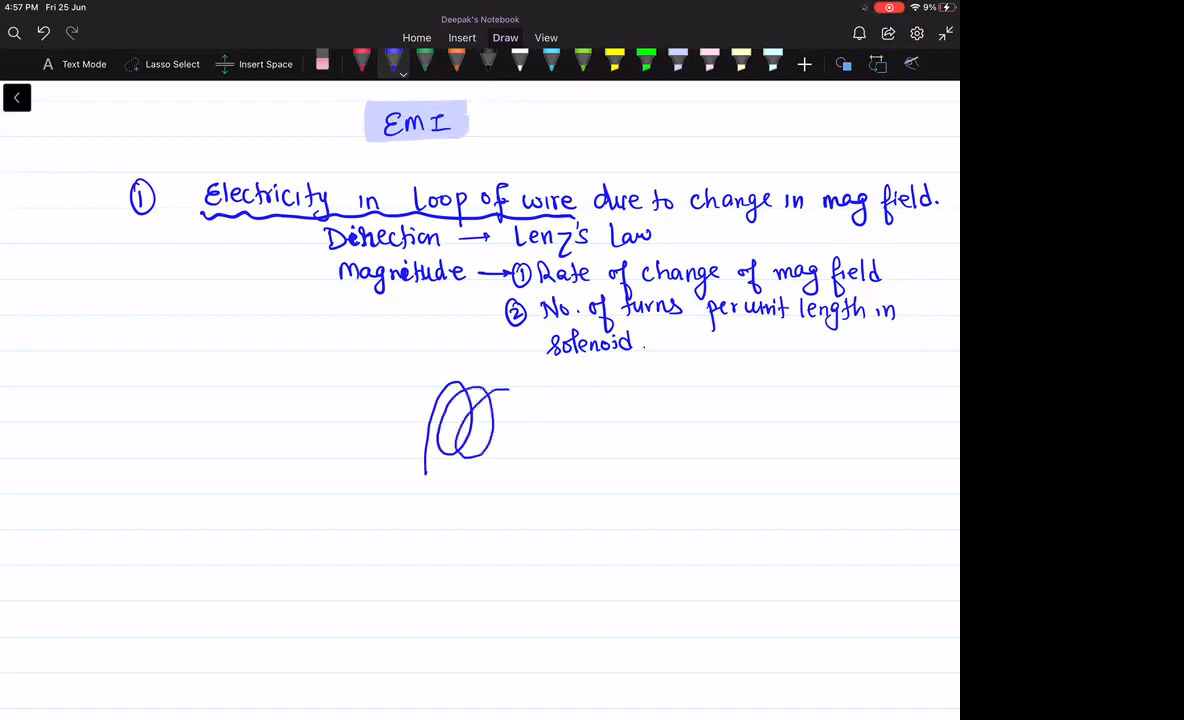 4:57 PM Fri 25 Jun
9%
Deepak's Notebook
Home Insert Draw View
Text Mode Lasso Select Insert Space
EMI
① Electricity in Loop of wire due to change in mag field.
Direction → Lenz's Law
Magnitude → ① Rate of change of mag field
② No. of turns per unit length in
solenoid.